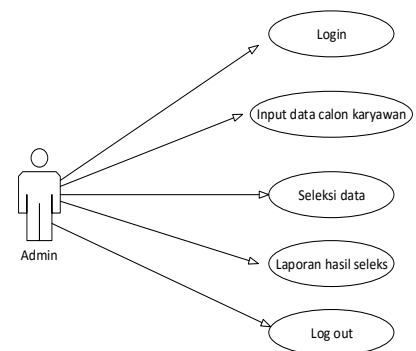 Login
Input data calon karyawan
Seleksi data
Admin
Laporan hasil seleks
Log out